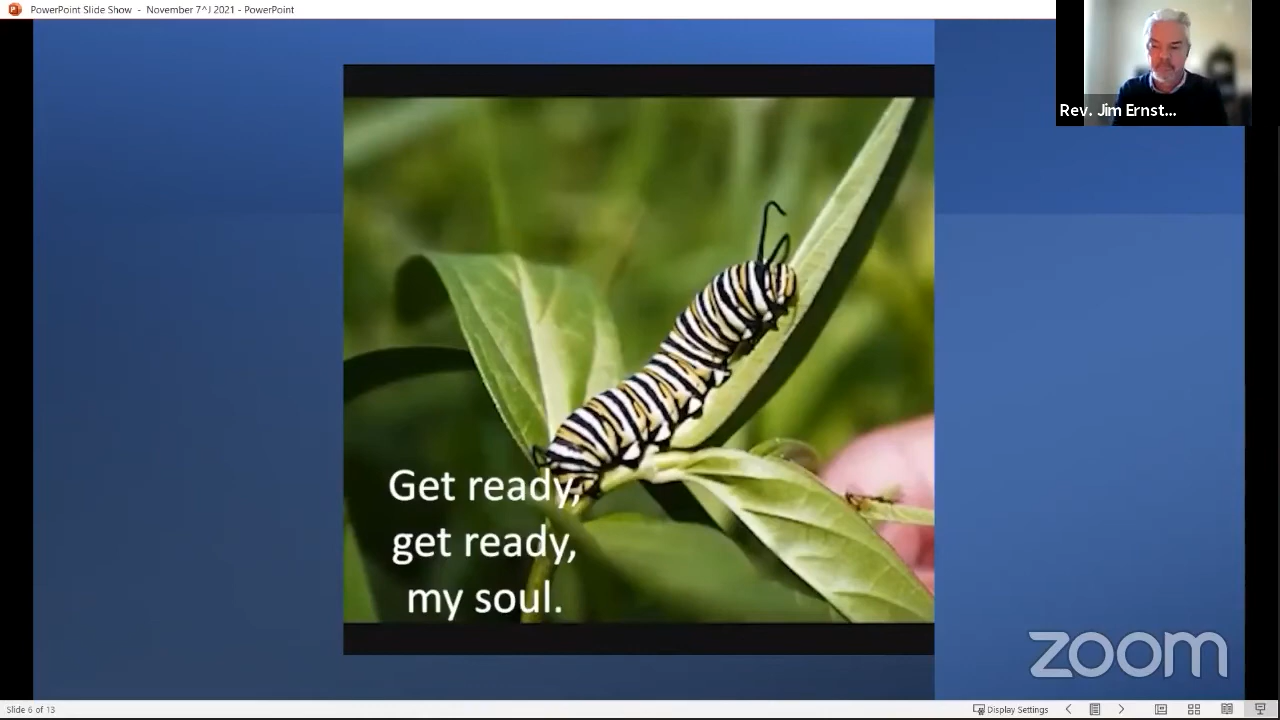 PowerPoint Slide Show - November 7^J 2021 - PowerPoint
Rev. Jim Ernst...
Get ready,
get ready,
my soul.
zoom
Slide 6 of 13
Display Settings